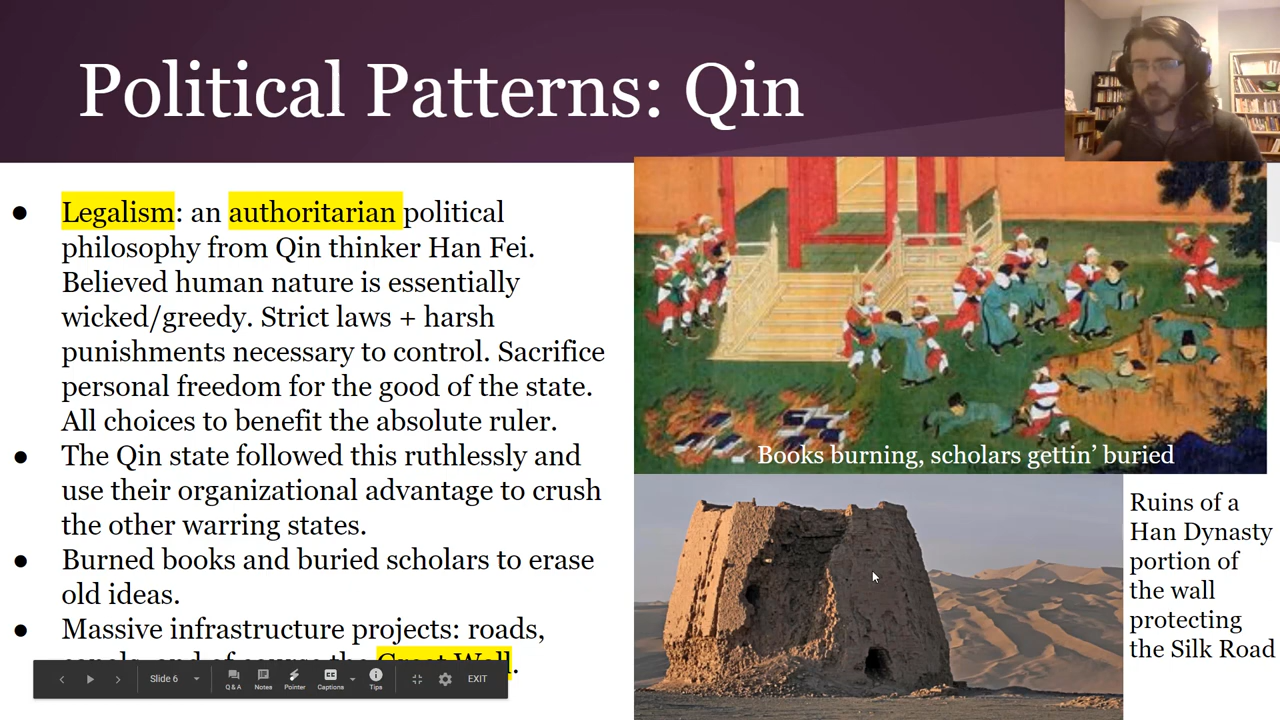 Political Patterns: Qin
● Legalism: an authoritarian political
philosophy from Qin thinker Han Fei.
Believed human nature is essentially
wicked/greedy. Strict laws + harsh
punishments necessary to control. Sacrifice
personal freedom for the good of the state.
All choices to benefit the absolute ruler.
● The Qin state followed this ruthlessly and
use their organizational advantage to crush
the other warring states.
● Burned books and buried scholars to erase
old ideas.
● Massive infrastructure projects: roads,
canals, and of course the Great Wall.
Books burning, scholars gettin’ buried
Ruins of a
Han Dynasty
portion of
the wall
protecting
the Silk Road
Slide 6
Q & A
Notes
Pointer
Captions
Tips
EXIT